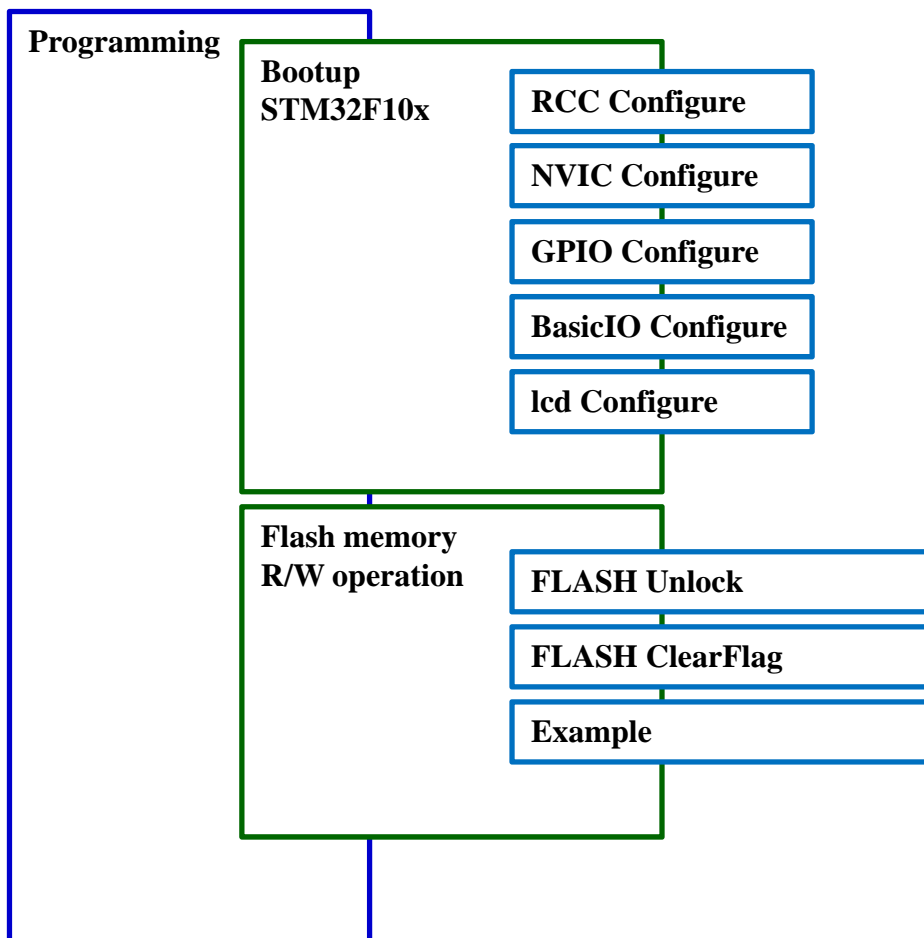 Programming
Bootup
STM32F10x
RCC Configure
NVIC Configure
GPIO Configure
BasicIO Configure
lcd Configure
Flash memory
R/W operation
FLASH Unlock
FLASH ClearFlag
Example